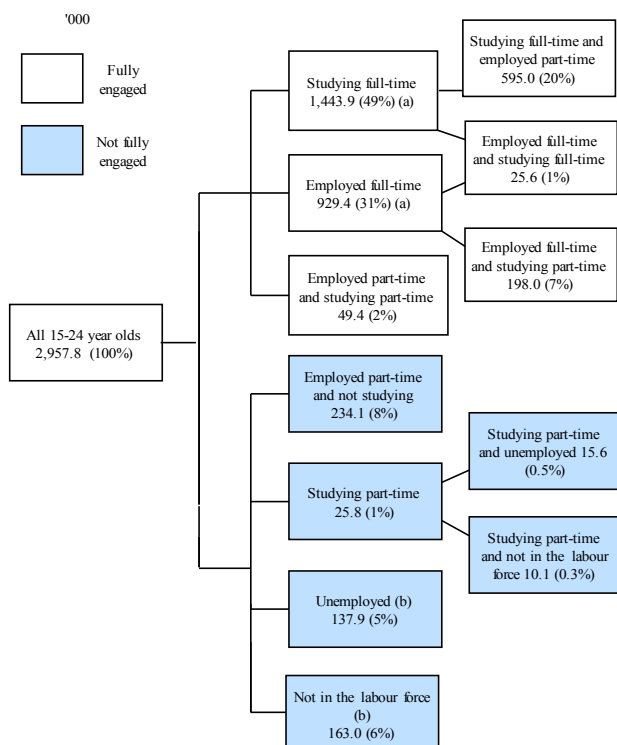 '000
Fully
engaged
Not fully
engaged
Studying full-time and
employed part-time
595.0 (20%)
Studying full-time
1,443.9 (49%) (a)
Employed full-time
and studying full-time
25.6 (1%)
Employed full-time
929.4 (31%) (a)
Employed full-time
and studying part-time
198.0 (7%)
Employed part-time
and studying part-time
49.4 (2%)
All 15-24 year olds
2,957.8 (100%)
Employed part-time
and not studying
234.1 (8%)
Studying part-time
and unemployed 15.6
(0.5%)
Studying part-time
25.8 (1%)
Studying part-time
and not in the labour
force 10.1 (0.3%)
Unemployed (b)
137.9 (5%)
Not in the labour force
(b)
163.0 (6%)